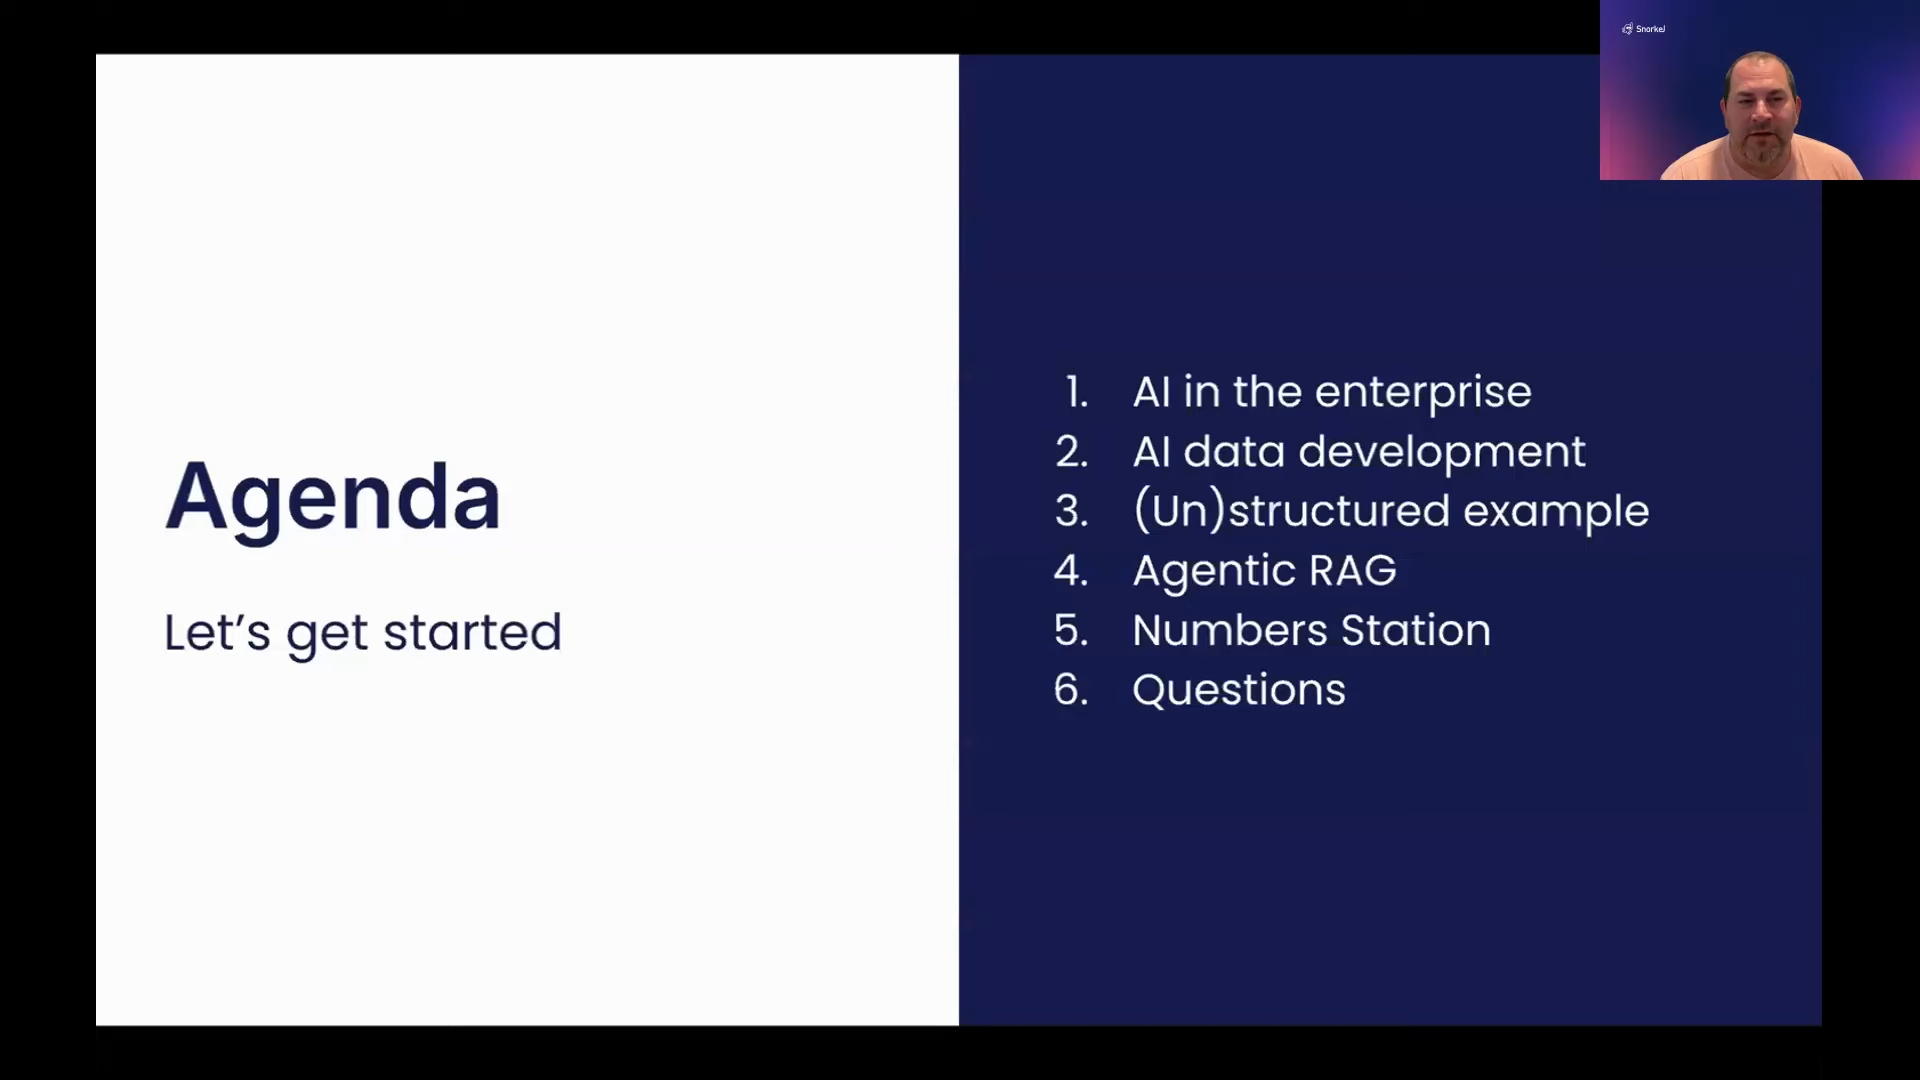 Snorkel
Agenda
Let's get started
1. AI in the enterprise
2. AI data development
3. (Un)structured example
4. Agentic RAG
5. Numbers Station
6. Questions